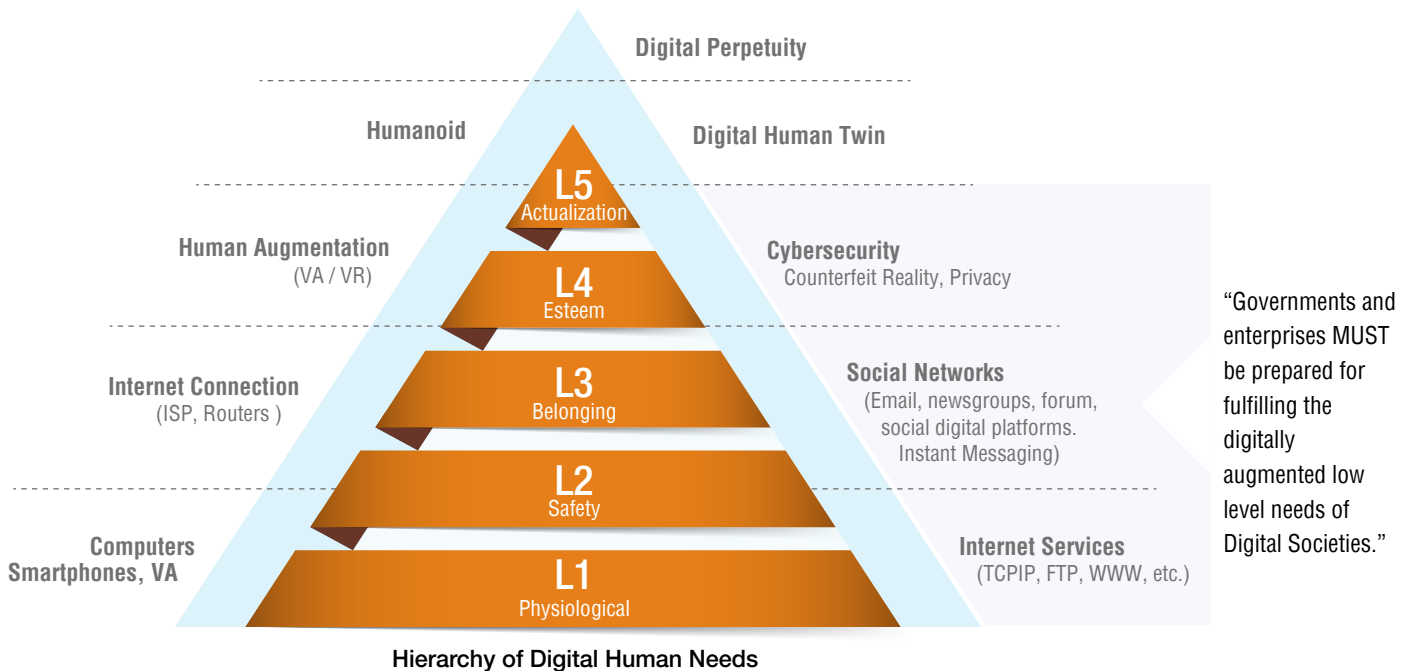 Digital Perpetuity
Humanoid
Digital Human Twin
L5
Actualization
Human Augmentation
(VA / VR)
Cybersecurity
Counterfeit Reality, Privacy
L4
Esteem
“Governments and
enterprises MUST
be prepared for
fulfilling the
digitally
augmented low
level needs of
Digital Societies.”
Internet Connection
(ISP, Routers )
L3
Belonging
Social Networks
(Email, newsgroups, forum,
social digital platforms.
Instant Messaging)
L2
Safety
Computers
Smartphones, VA
Internet Services
(TCPIP, FTP, WWW, etc.)
L1
Physiological
Hierarchy of Digital Human Needs